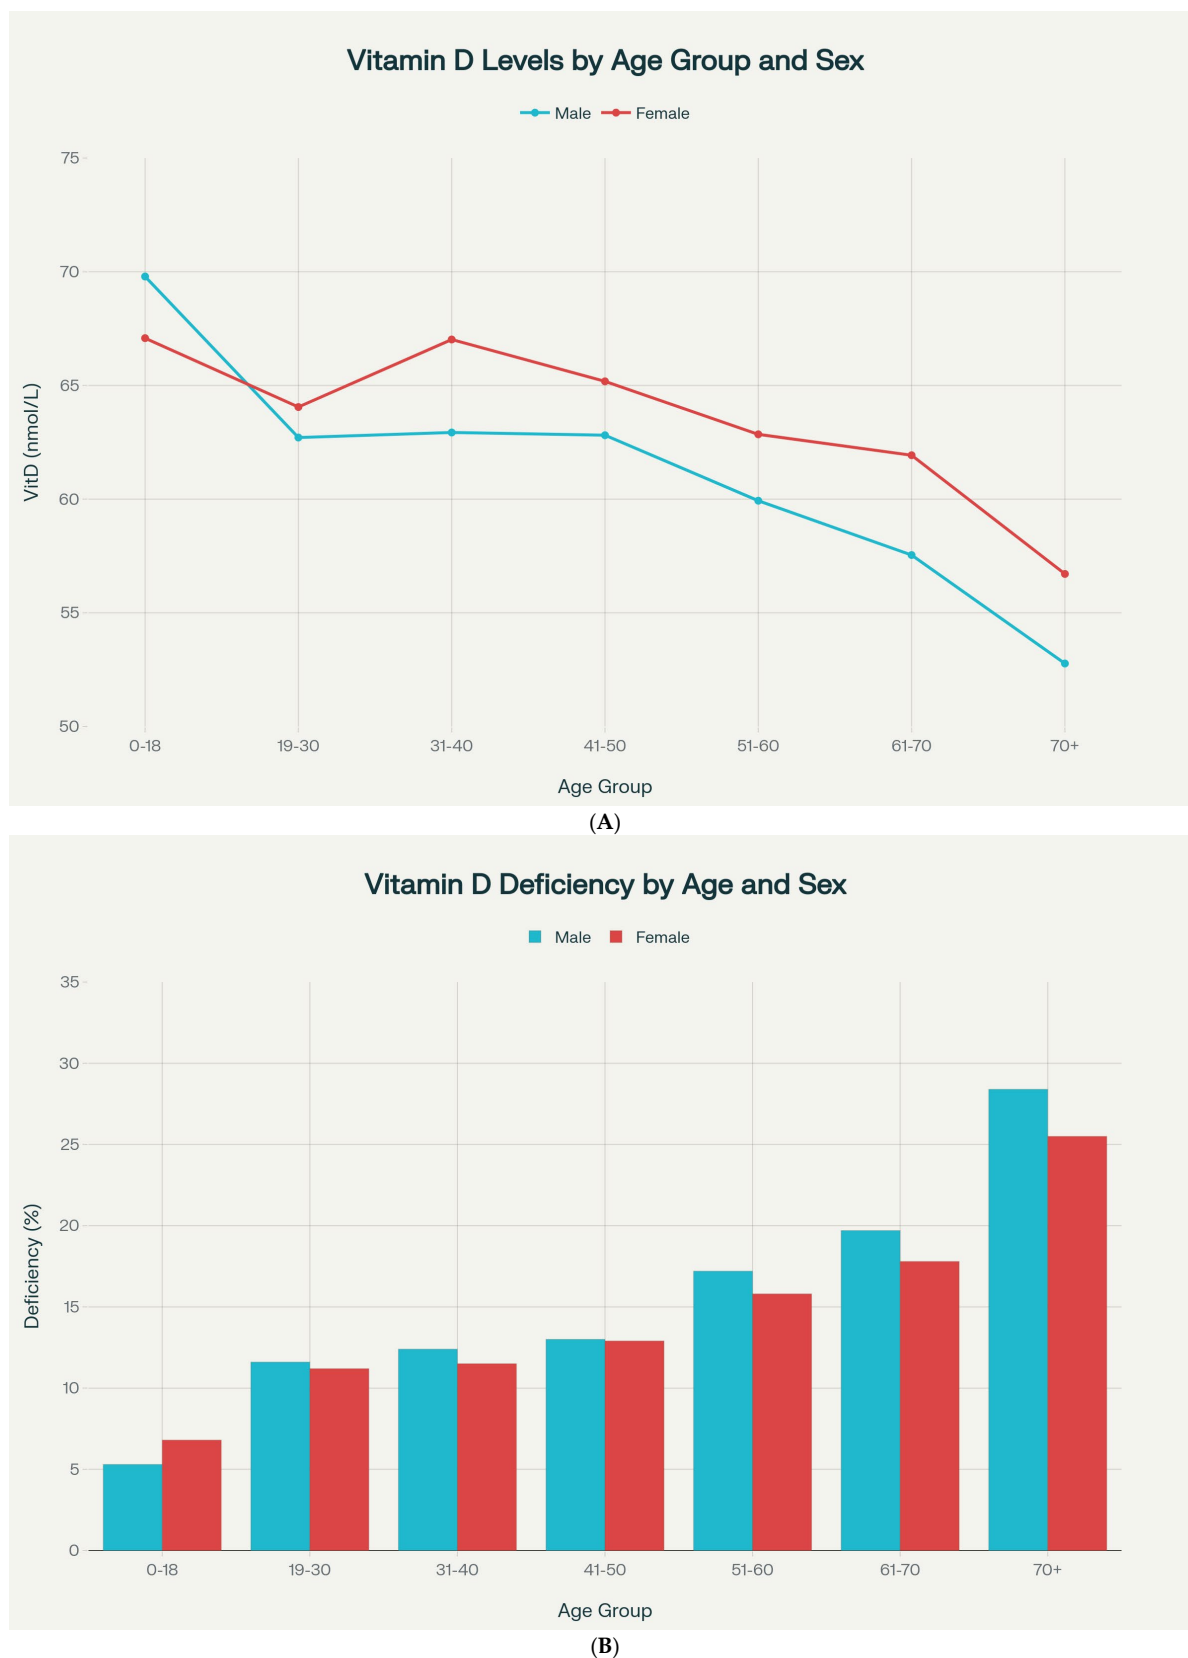 Vitamin D Levels by Age Group and Sex
Male Female
75
70
65
60
55
50
VitD (nmol/L)
0-18 19-30 31-40 41-50 51-60 61-70 70+
Age Group
(A)
Vitamin D Deficiency by Age and Sex
Male Female
35
30
25
20
15
10
5
0
Deficiency (%)
0-18 19-30 31-40 41-50 51-60 61-70 70+
Age Group
(B)